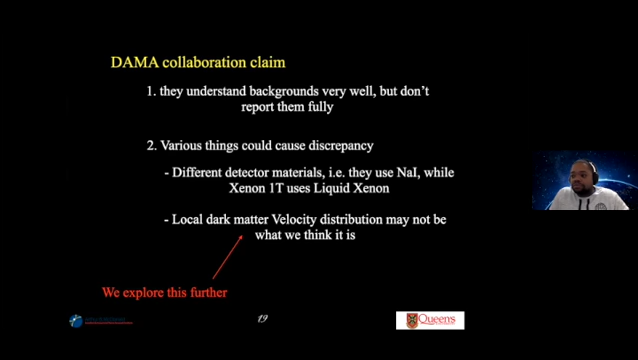 DAMA collaboration claim
1. they understand backgrounds very well, but don't
report them fully
2. Various things could cause discrepancy
- Different detector materials, i.e. they use NaI, while
Xenon 1T uses Liquid Xenon
- Local dark matter Velocity distribution may not be
what we think it is
We explore this further
19
Queen's